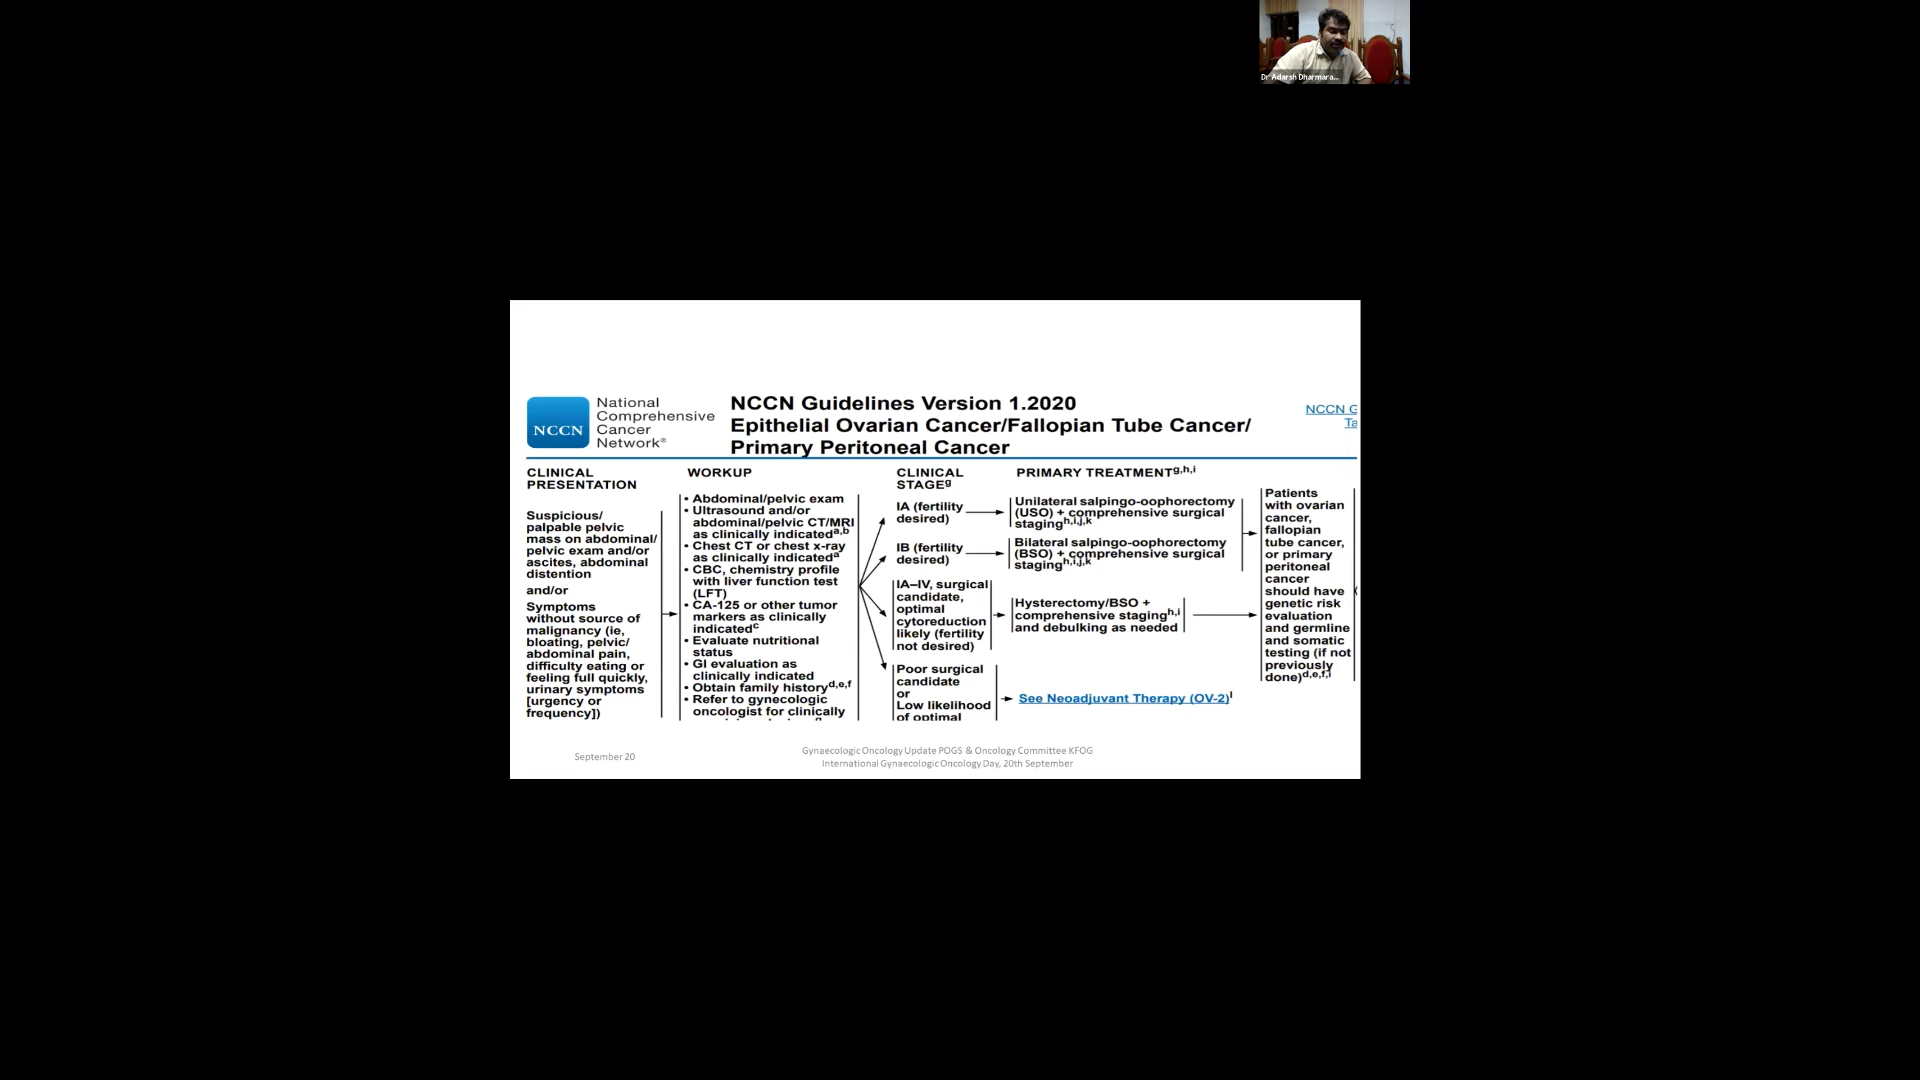 Dr Adarsh Dharmara...
NCCN
National
Comprehensive
Cancer
Network®
NCCN Guidelines Version 1.2020
Epithelial Ovarian Cancer/Fallopian Tube Cancer/
Primary Peritoneal Cancer
NCCN G
Ta
CLINICAL
PRESENTATION
Suspicious/
palpable pelvic
mass on abdominal/
pelvic exam and/or
ascites, abdominal
distention
and/or
Symptoms
without source of
malignancy (ie,
bloating, pelvic/
abdominal pain,
difficulty eating or
feeling full quickly,
urinary symptoms
[urgency or
frequency])
WORKUP
• Abdominal/pelvic exam
• Ultrasound and/or
abdominal/pelvic CT/MRI
as clinically indicated^a,b
• Chest CT or chest x-ray
as clinically indicated^a
• CBC, chemistry profile
with liver function test
(LFT)
• CA-125 or other tumor
markers as clinically
indicated^c
• Evaluate nutritional
status
• GI evaluation as
clinically indicated
• Obtain family history^d,e,f
• Refer to gynecologic
oncologist for clinically
CLINICAL
STAGE^g
IA (fertility
desired)
IB (fertility
desired)
IA–IV, surgical
candidate,
optimal
cytoreduction
likely (fertility
not desired)
Poor surgical
candidate
or
Low likelihood
of optimal
PRIMARY TREATMENT^g,h,i
Unilateral salpingo-oophorectomy
(USO) + comprehensive surgical
staging^h,i,j,k
Bilateral salpingo-oophorectomy
(BSO) + comprehensive surgical
staging^h,i,j,k
Hysterectomy/BSO +
comprehensive staging^h,i
and debulking as needed
See Neoadjuvant Therapy (OV-2)^l
Patients
with ovarian
cancer,
fallopian
tube cancer,
or primary
peritoneal
cancer
should have
genetic risk
evaluation
and germline
and somatic
testing (if not
previously
done)^d,e,f,i
September 20
Gynaecologic Oncology Update POGS & Oncology Committee KFOG
International Gynaecologic Oncology Day, 20th September